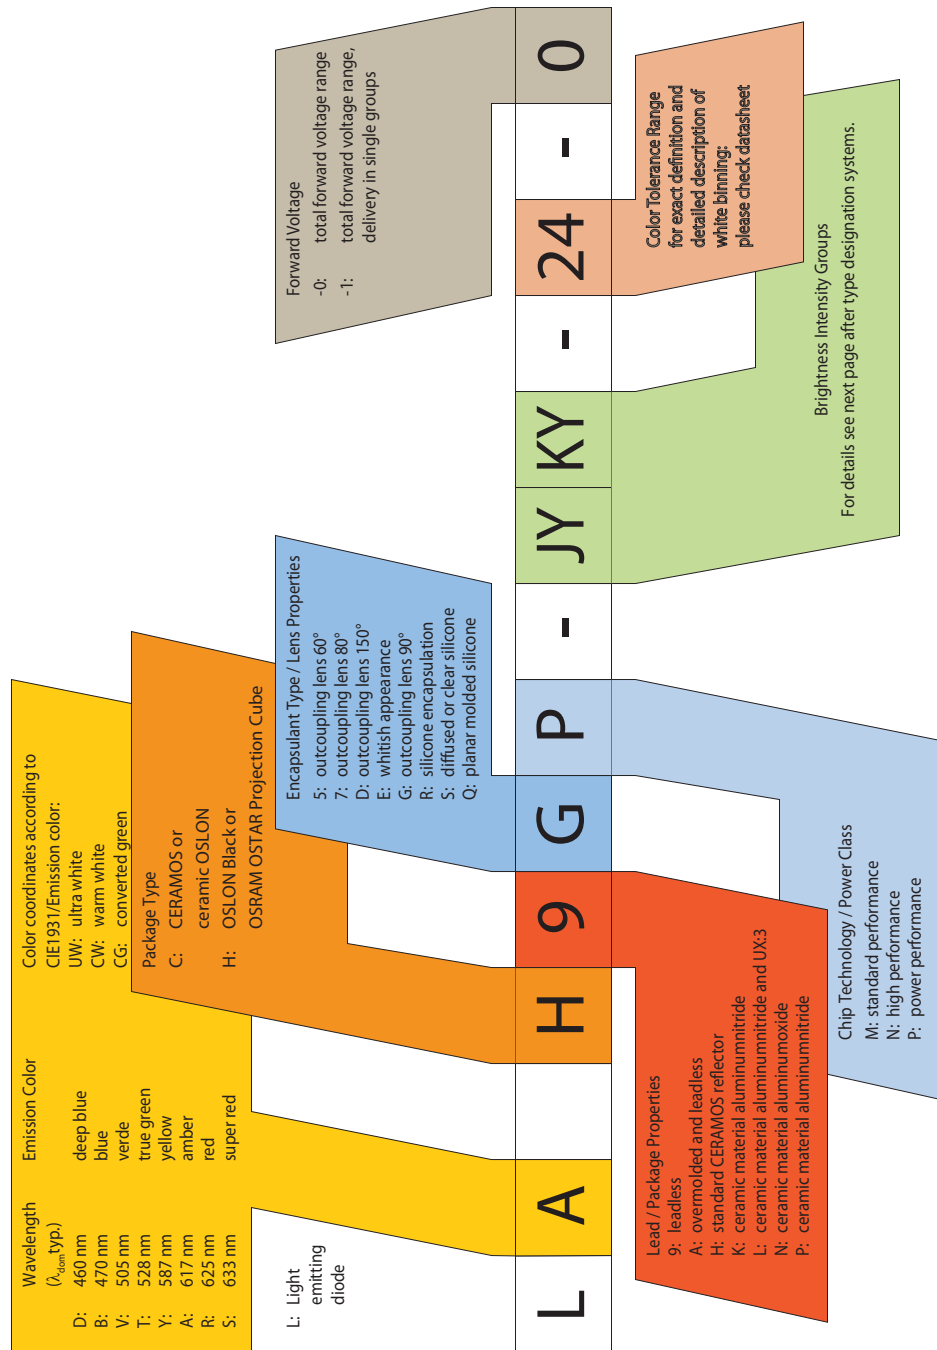 Wavelength Emission Color Color coordinates according to
(λdom typ.) CIE1931/Emission color:
D: 460 nm deep blue UW: ultra white
B: 470 nm blue CW: warm white
V: 505 nm verde CG: converted green
T: 528 nm true green
Y: 587 nm yellow
A: 617 nm amber
R: 625 nm red
S: 633 nm super red
Package Type
C: CERAMOS or
ceramic OSLON
H: OSLON Black or
OSRAM OSTAR Projection Cube
Encapsulant Type / Lens Properties
5: outcoupling lens 60°
7: outcoupling lens 80°
D: outcoupling lens 150°
E: whitish appearance
G: outcoupling lens 90°
R: silicone encapsulation
S: diffused or clear silicone
Q: planar molded silicone
Forward Voltage
-0: total forward voltage range
-1: total forward voltage range,
delivery in single groups
L: Light
emitting
diode
L A H 9 G P - JY KY - 24 - 0
Lead / Package Properties
9: leadless
A: overmolded and leadless
H: standard CERAMOS reflector
K: ceramic material aluminumnitride
L: ceramic material aluminumnitride and UX:3
N: ceramic material aluminumoxide
P: ceramic material aluminumnitride
Chip Technology / Power Class
M: standard performance
N: high performance
P: power performance
Color Tolerance Range
for exact definition and
detailed description of
white binning:
please check datasheet
Brightness Intensity Groups
For details see next page after type designation systems.